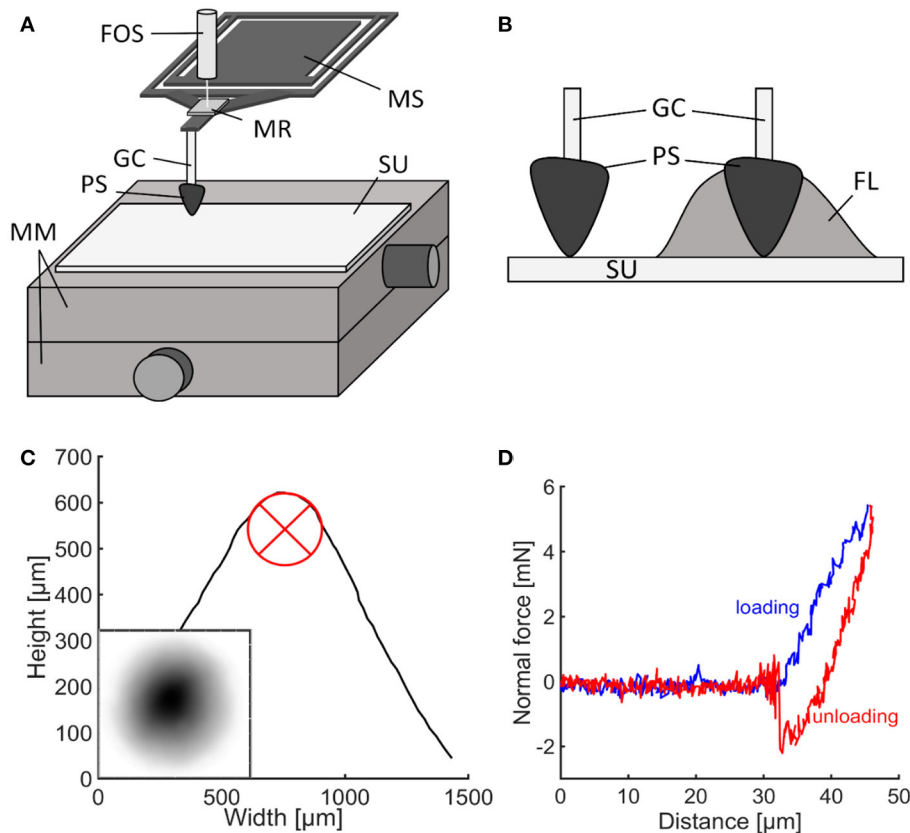 A
FOS
MS
MR
GC
SU
PS
MM
B
GC
PS
FL
SU
C
700
600
500
400
300
200
100
0
Height [µm]
0
500
1000
1500
Width [µm]
D
6
4
2
0
-2
Normal force [mN]
loading
unloading
0
10
20
30
40
50
Distance [µm]